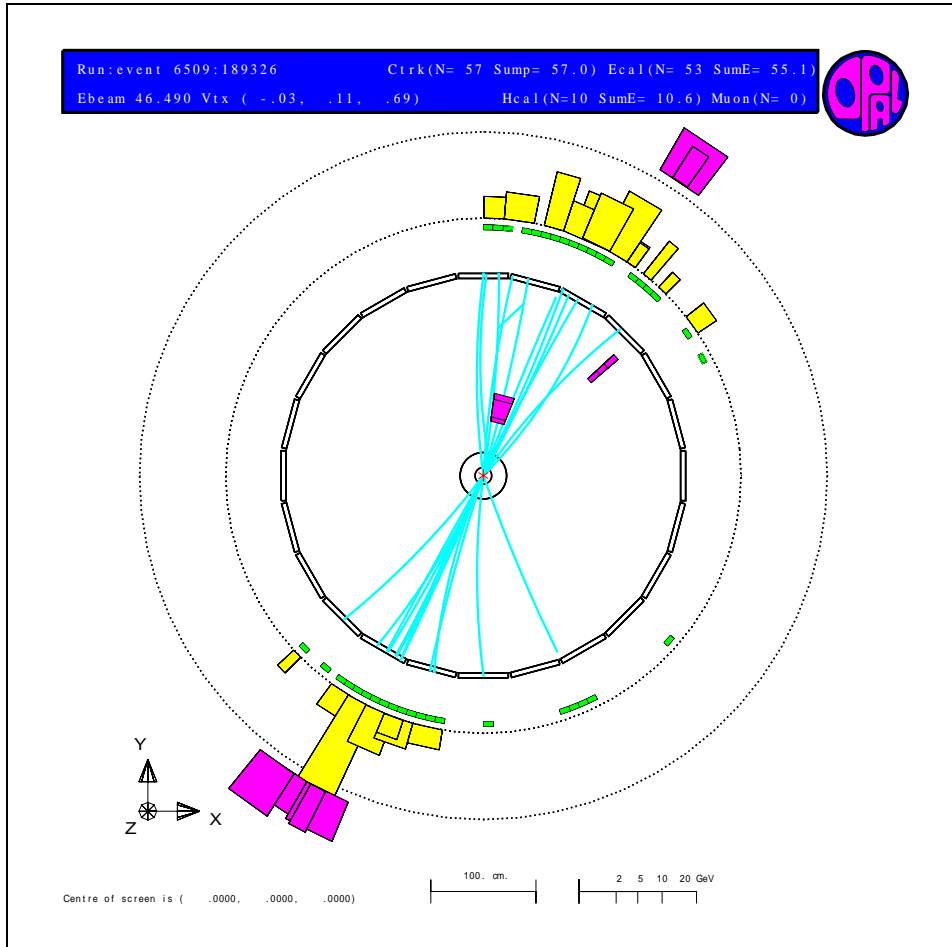 Run:event 6509:189326 Ctrk(N= 57 Sump= 57.0) Ecal(N= 53 SumE= 55.1)
Ebeam 46.490 Vtx ( -.03, .11, .69) Hcal(N=10 SumE= 10.6) Muon(N= 0)
OPAL
Y
X
Z
100. cm.
2 5 10 20 GeV
Centre of screen is ( .0000, .0000, .0000)